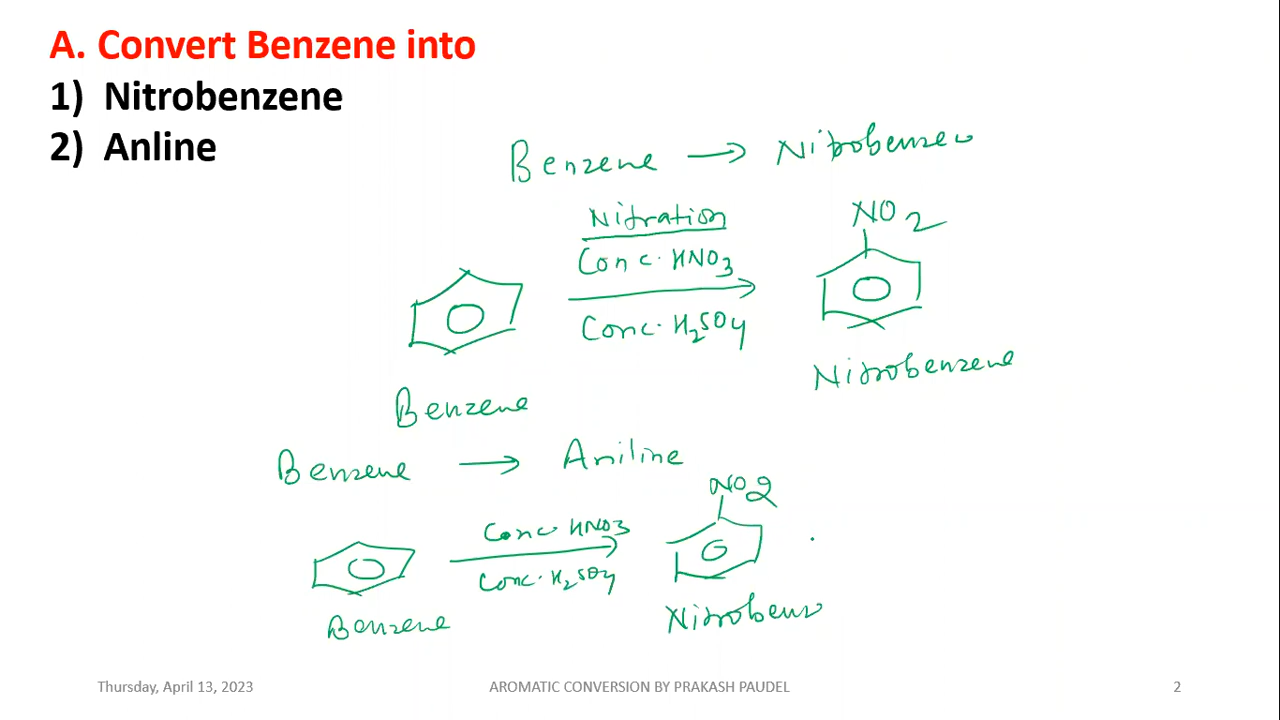 A. Convert Benzene into
1) Nitrobenzene
2) Anline
Benzene → Nitrobenzen
Nitration
Conc. HNO3
Conc. H2SO4
NO2
Benzene
Nitrobenzene
Benzene → Aniline
Conc HNO3
Conc. H2SO4
NO2
Benzene
Nitrobenz
Thursday, April 13, 2023
AROMATIC CONVERSION BY PRAKASH PAUDEL
2